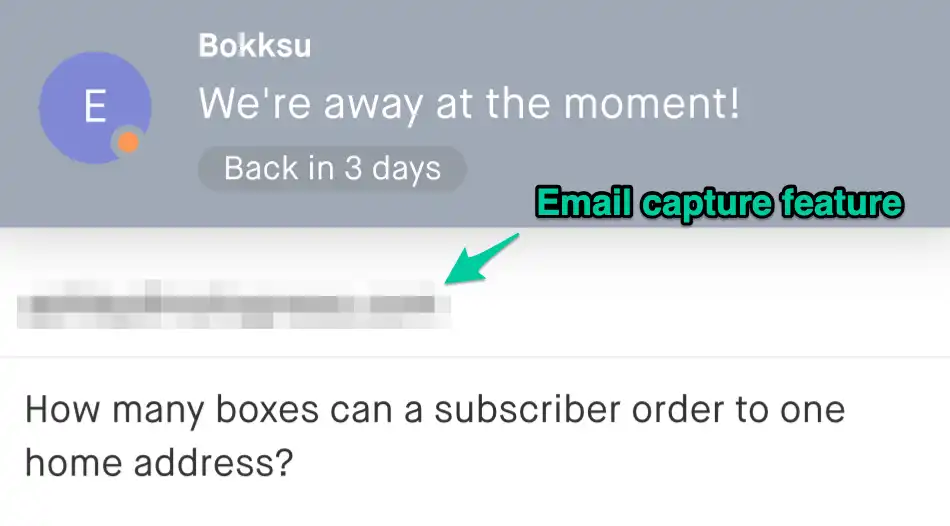 Bokksu
E
We're away at the moment!
Back in 3 days
Email capture feature
How many boxes can a subscriber order to one
home address?